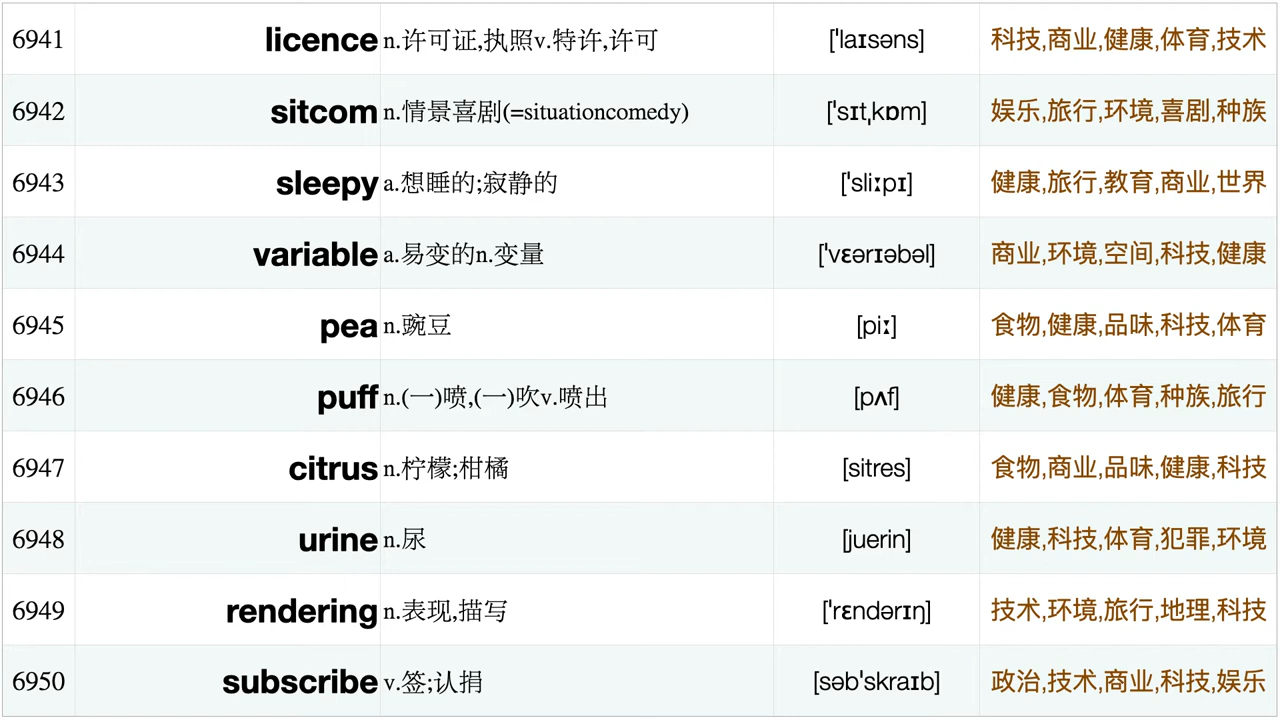 6941 licence n.许可证,执照v.特许,许可 [ˈlaɪsəns] 科技,商业,健康,体育,技术
6942 sitcom n.情景喜剧(=situationcomedy) [ˈsɪtˌkɒm] 娱乐,旅行,环境,喜剧,种族
6943 sleepy a.想睡的;寂静的 [ˈsliːpɪ] 健康,旅行,教育,商业,世界
6944 variable a.易变的n.变量 [ˈvɛərɪəbəl] 商业,环境,空间,科技,健康
6945 pea n.豌豆 [piː] 食物,健康,品味,科技,体育
6946 puff n.(一)喷,(一)吹v.喷出 [pʌf] 健康,食物,体育,种族,旅行
6947 citrus n.柠檬;柑橘 [sitres] 食物,商业,品味,健康,科技
6948 urine n.尿 [juerin] 健康,科技,体育,犯罪,环境
6949 rendering n.表现,描写 [ˈrɛndərɪŋ] 技术,环境,旅行,地理,科技
6950 subscribe v.签;认捐 [səbˈskraɪb] 政治,技术,商业,科技,娱乐